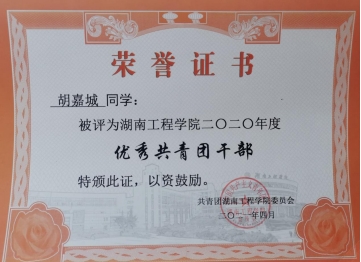 荣誉证书
胡嘉城 同学：
被评为湖南工程学院二〇二〇年度
优秀共青团干部
特颁此证，以资鼓励。
共青团湖南工程学院委员会
二〇二一年四月